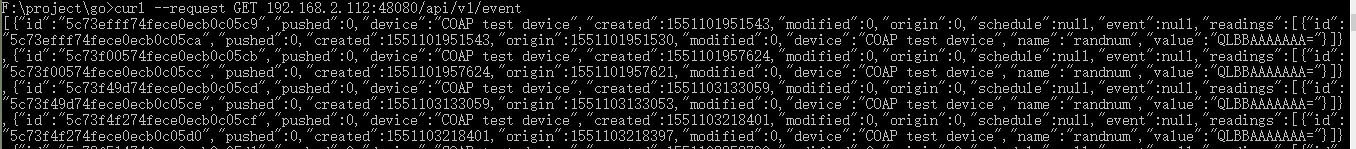 F:\project\go>curl --request GET 192.168.2.112:48080/api/v1/event
[{"id":"5c73efff74fece0ecb0c05c9","pushed":0,"device":"COAP test device","created":1551101951543,"modified":0,"origin":0,"schedule":null,"event":null,"readings":[{"id":
"5c73efff74fece0ecb0c05ca","pushed":0,"created":1551101951543,"origin":1551101951530,"modified":0,"device":"COAP test device","name":"randnum","value":"QLBBAAAAAAA="}]}
,{"id":"5c73f00574fece0ecb0c05cb","pushed":0,"device":"COAP test device","created":1551101957624,"modified":0,"origin":0,"schedule":null,"event":null,"readings":[{"id":
"5c73f00574fece0ecb0c05cc","pushed":0,"created":1551101957624,"origin":1551101957621,"modified":0,"device":"COAP test device","name":"randnum","value":"QLBBAAAAAAA="}]}
,{"id":"5c73f49d74fece0ecb0c05cd","pushed":0,"device":"COAP test device","created":1551103133059,"modified":0,"origin":0,"schedule":null,"event":null,"readings":[{"id":
"5c73f49d74fece0ecb0c05ce","pushed":0,"created":1551103133059,"origin":1551103133053,"modified":0,"device":"COAP test device","name":"randnum","value":"QLBBAAAAAAA="}]}
,{"id":"5c73f4f274fece0ecb0c05cf","pushed":0,"device":"COAP test device","created":1551103218401,"modified":0,"origin":0,"schedule":null,"event":null,"readings":[{"id":
"5c73f4f274fece0ecb0c05d0","pushed":0,"created":1551103218401,"origin":1551103218397,"modified":0,"device":"COAP test device","name":"randnum","value":"QLBBAAAAAAA="}]}